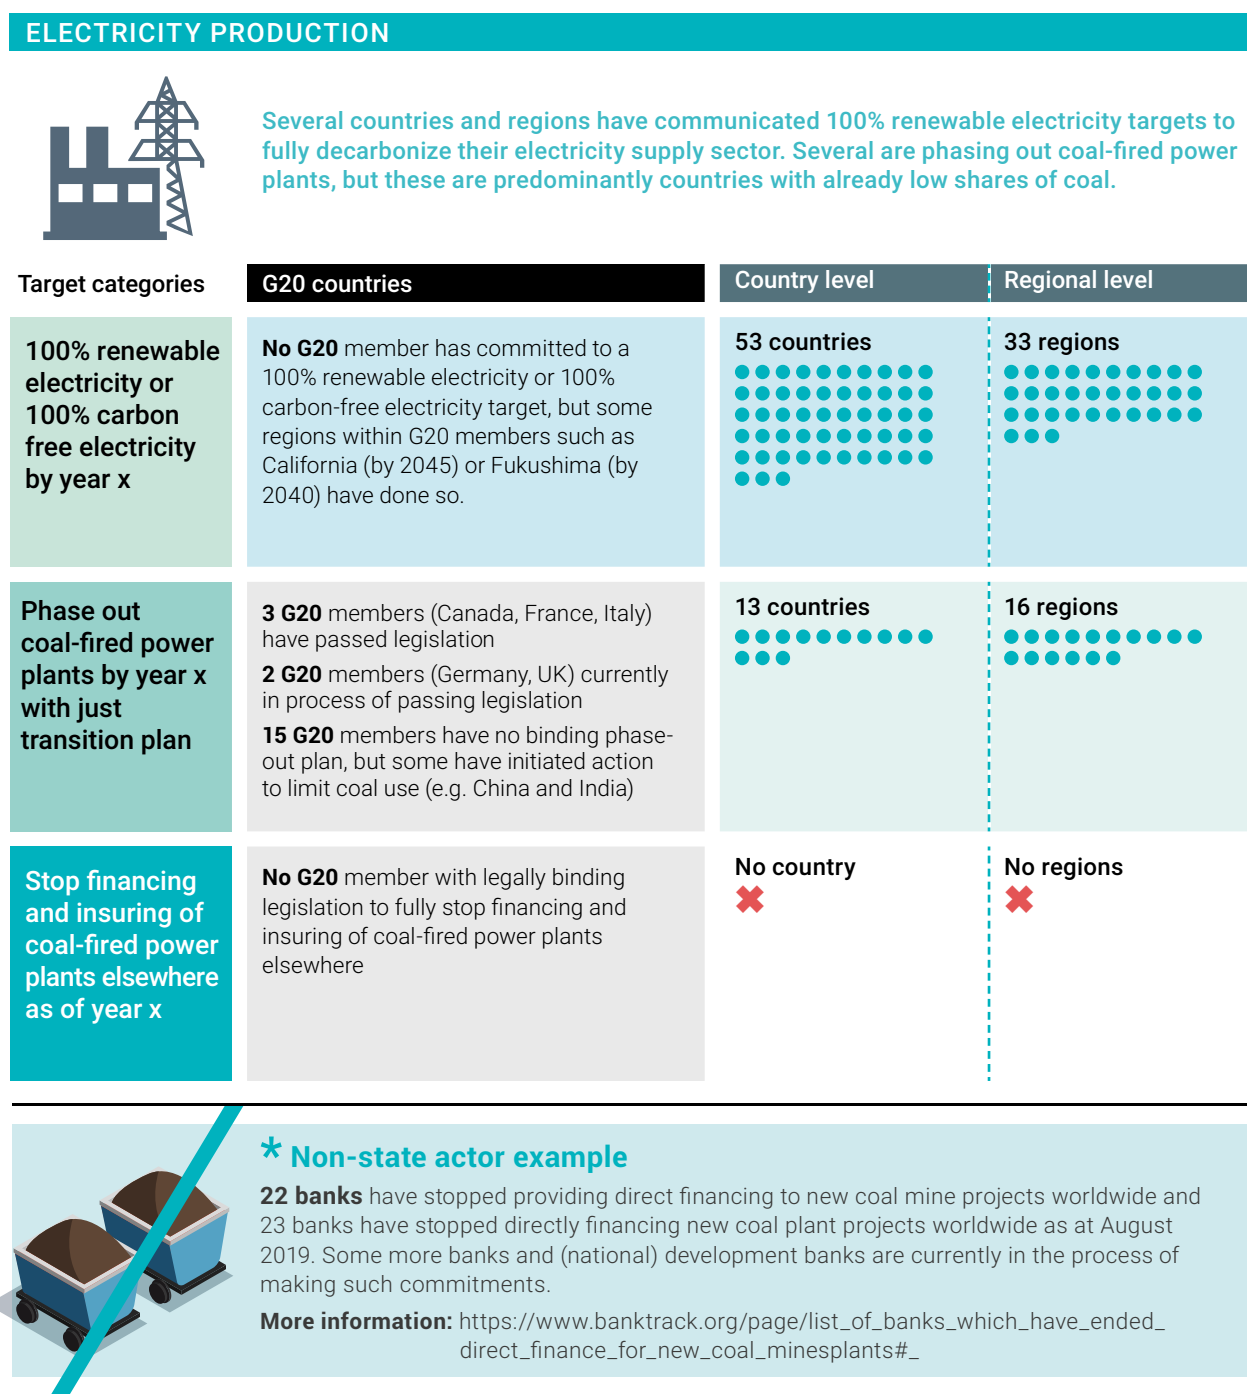 ELECTRICITY PRODUCTION
Several countries and regions have communicated 100% renewable electricity targets to
fully decarbonize their electricity supply sector. Several are phasing out coal-fired power
plants, but these are predominantly countries with already low shares of coal.
Target categories
G20 countries
Country level
Regional level
100% renewable
electricity or
100% carbon
free electricity
by year x
No G20 member has committed to a
100% renewable electricity or 100%
carbon-free electricity target, but some
regions within G20 members such as
California (by 2045) or Fukushima (by
2040) have done so.
53 countries
33 regions
Phase out
coal-fired power
plants by year x
with just
transition plan
3 G20 members (Canada, France, Italy)
have passed legislation
2 G20 members (Germany, UK) currently
in process of passing legislation
15 G20 members have no binding phase-
out plan, but some have initiated action
to limit coal use (e.g. China and India)
13 countries
16 regions
Stop financing
and insuring of
coal-fired power
plants elsewhere
as of year x
No G20 member with legally binding
legislation to fully stop financing and
insuring of coal-fired power plants
elsewhere
No country
No regions
* Non-state actor example
22 banks have stopped providing direct financing to new coal mine projects worldwide and
23 banks have stopped directly financing new coal plant projects worldwide as at August
2019. Some more banks and (national) development banks are currently in the process of
making such commitments.
More information: https://www.banktrack.org/page/list_of_banks_which_have_ended_
direct_finance_for_new_coal_minesplants#_